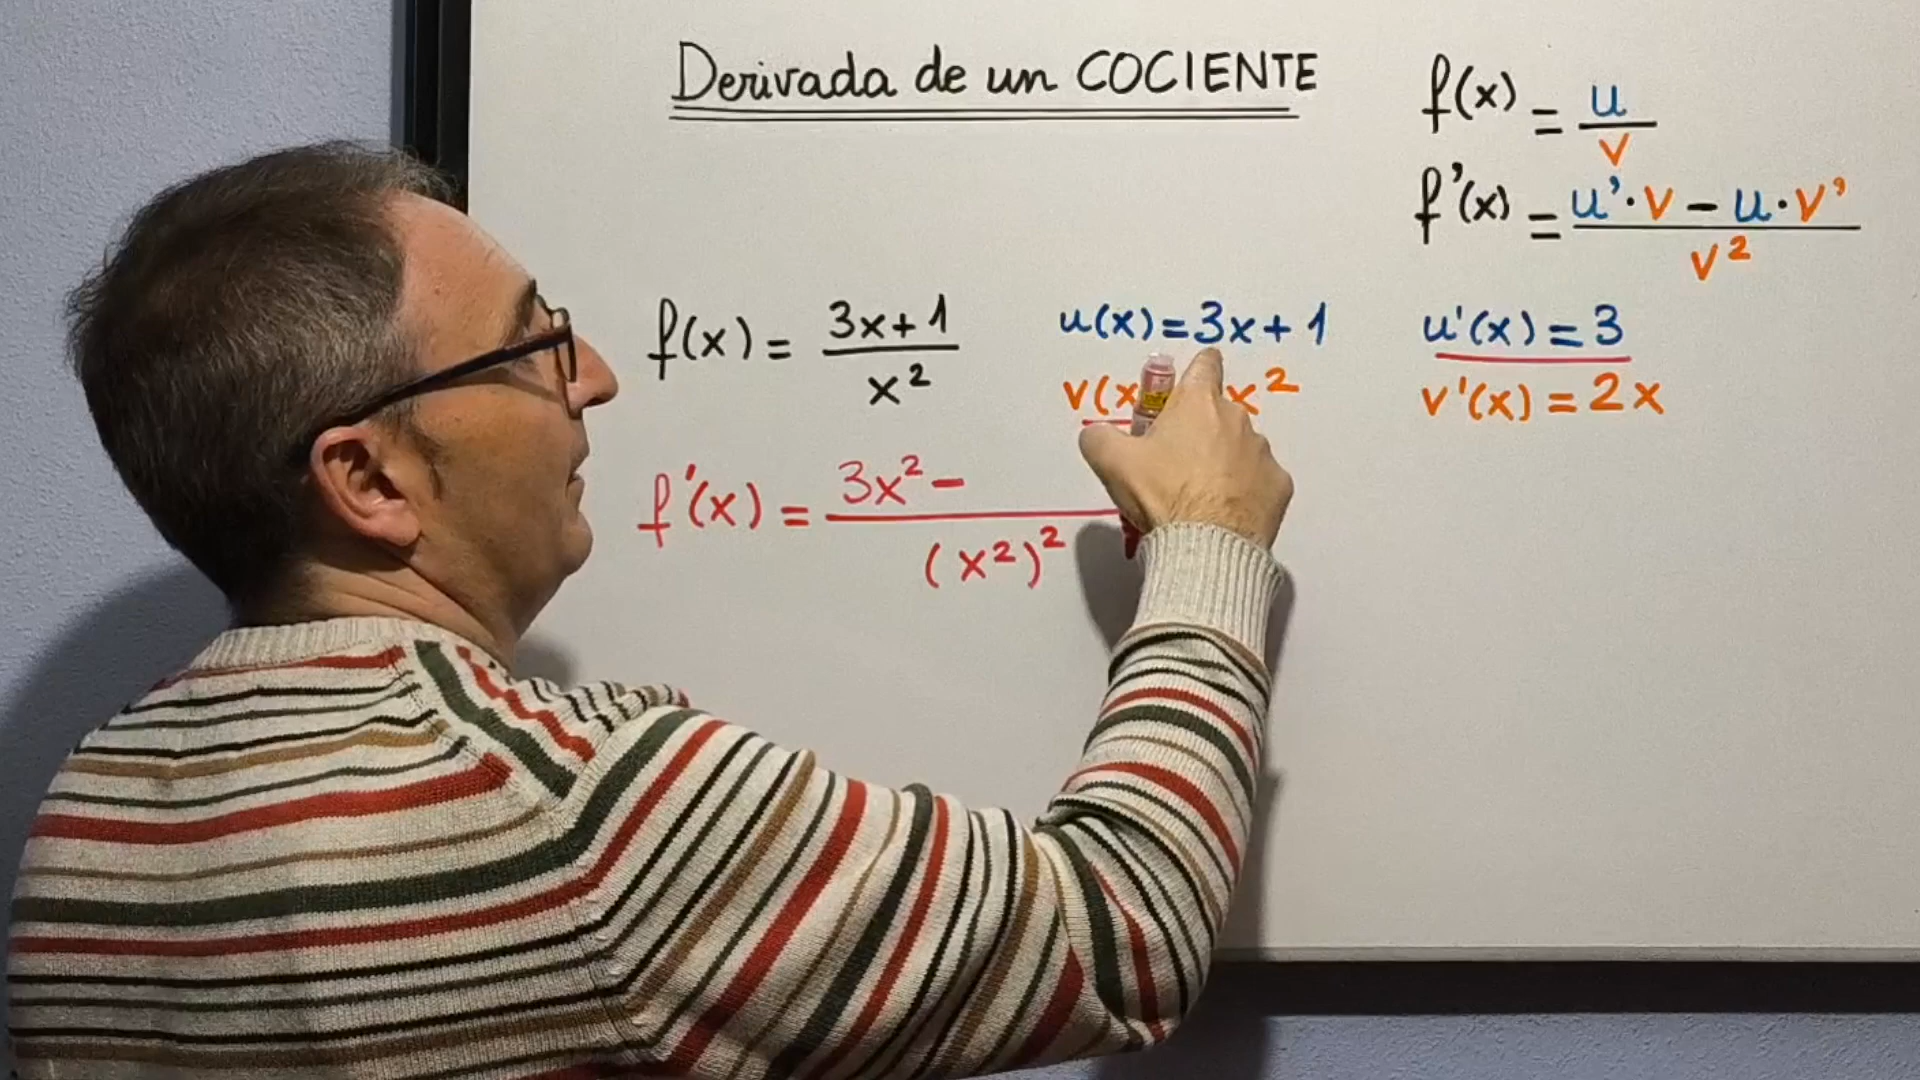 Derivada de un COCIENTE
f(x) = u/v
f'(x) = u'·v - u·v' / v²
f(x) = 3x+1 / x²
u(x)=3x+1
u'(x)=3
v(x x²
v'(x)=2x
f'(x) = 3x² - / (x²)²